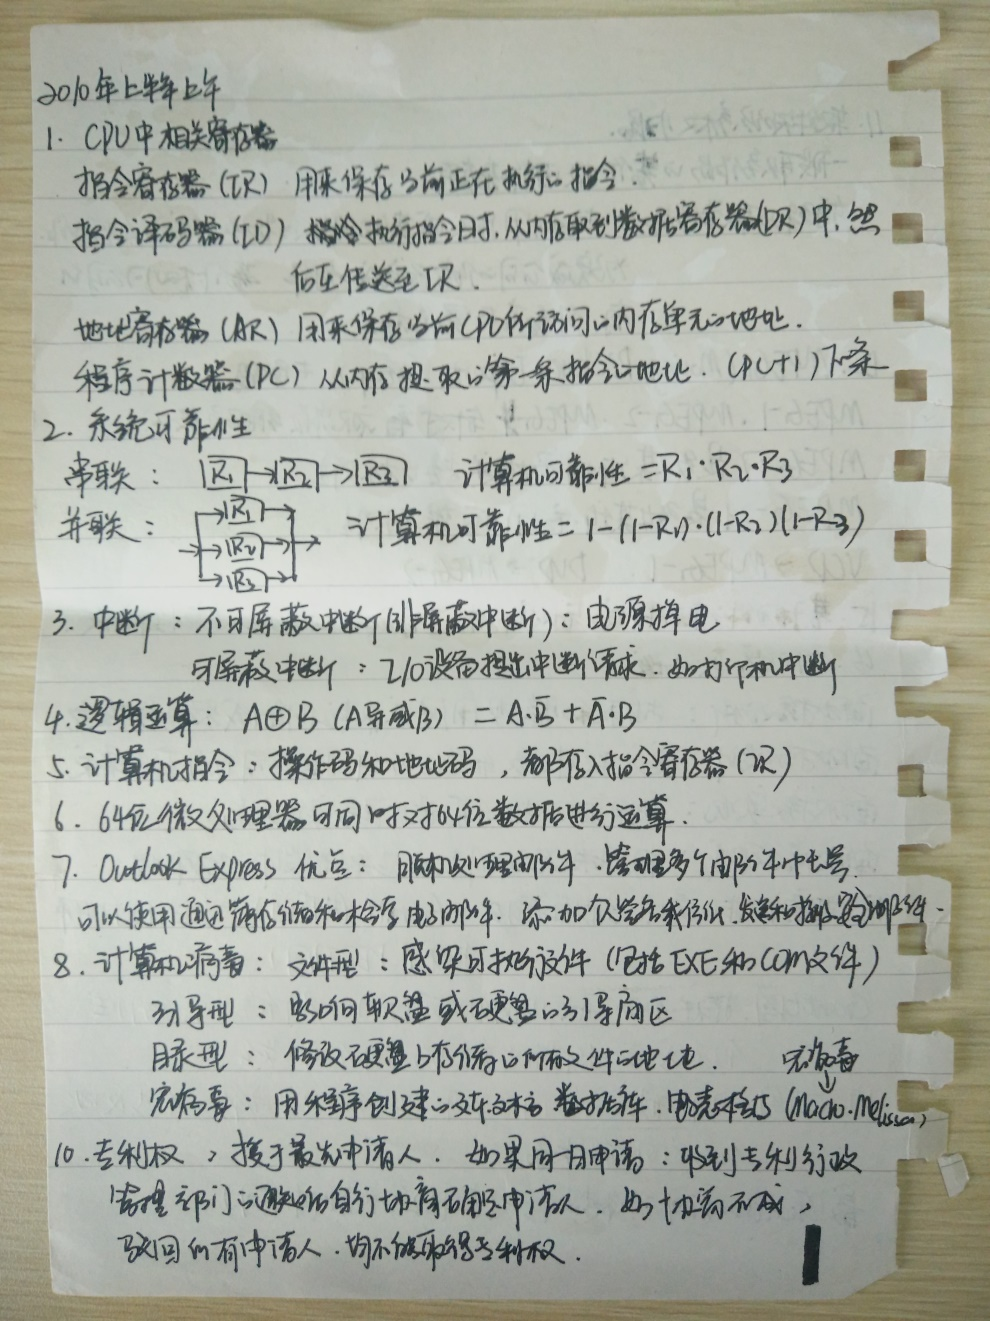 2010年上半年上午
1. CPU中相关寄存器
指令寄存器(IR) 用来保存当前正在执行的指令.
指令译码器(ID) 执行指令时,从内存取到数据寄存器(DR)中,然
后在传送至IR.
地址寄存器(AR) 用来保存当前CPU所访问的内存单元的地址.
程序计数器(PC) 从内存提取的第一条指令的地址.(PC+1)下一条
2. 系统可靠性
串联: R1 R2 R3 计算机可靠性=R1·R2·R3
并联: R1 R2 R3 计算机可靠性=1-(1-R1)·(1-R2)(1-R3)
3. 中断: 不可屏蔽中断(非屏蔽中断): 电源掉电
可屏蔽中断: I/O设备提出中断请求.如打印机中断
4. 逻辑运算: A⊕B (A异或B) = A·B̅+A̅·B
5. 计算机指令: 操作码和地址码,都存入指令寄存器(IR)
6. 64位微处理器可同时对64位数据进行运算.
7. Outlook Express 优点: 脱机处理邮件.管理多个邮件账号.
可以使用通讯簿存储和检索电子邮件.添加个人签名或信纸.发送和接收安全邮件.
8. 计算机病毒: 文件型: 感染可执行文件(包括EXE和COM文件)
引导型: 影响软盘或硬盘的引导扇区
目录型: 修改硬盘上存储的所有文件的地址. 宏病毒
宏病毒: 用程序创建的文本文档.数据库.电子表格 (Macro.Melissa)
10. 专利权,授于最先申请人.如果同日申请:收到专利行政
管理部门的通知后自行协商确定申请人.如协商不成,
驳回所有申请人.均不能取得专利权.